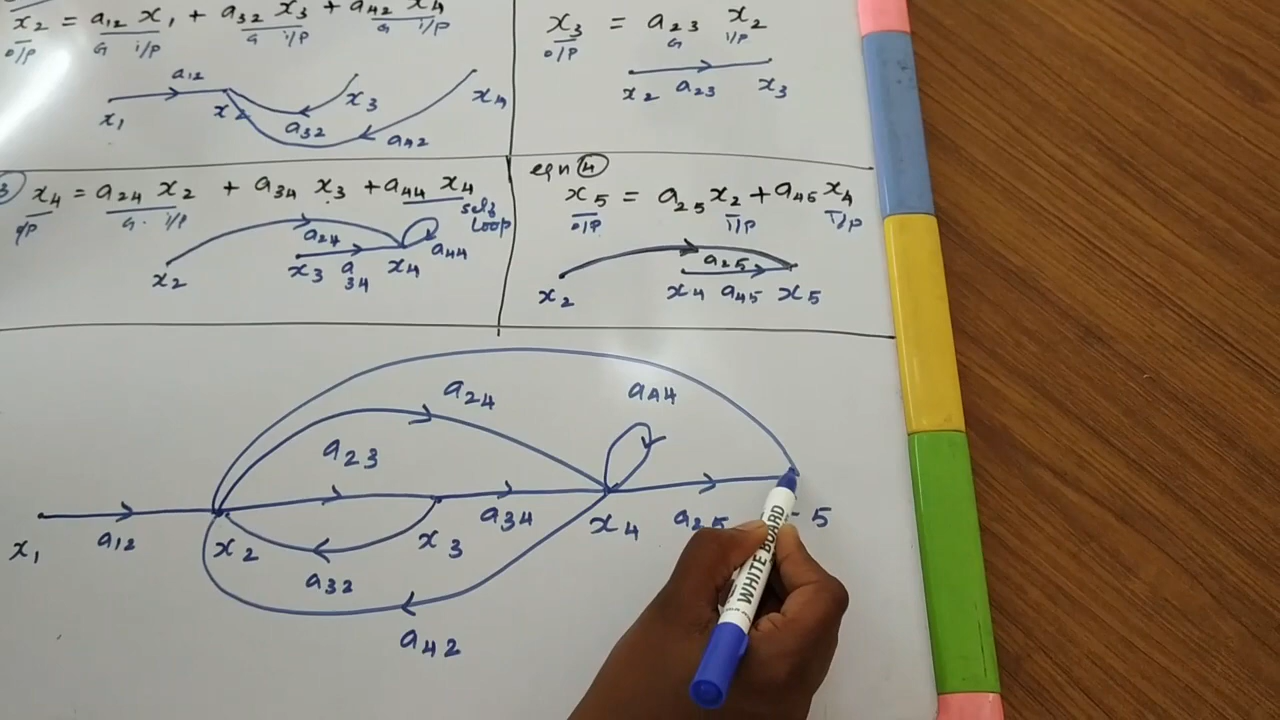 x2 = a12 x1 + a32 x3 + a42 x4
o/p G i/p G i/p G i/p
a12
x1 x2 a32 x3 a42 x4
x3 = a23 x2
o/p G i/p
x2 a23 x3
3 x4 = a24 x2 + a34 x3 + a44 x4
o/p G i/p self loop
a24 a44
x2 x3 a34 x4
eqn 4
x5 = a25 x2 + a45 x4
o/p i/p i/p
a25
x2 x4 a45 x5
a24 a44
a23
x1 a12 x2 x3 a34 x4 a25 5
a32
a42
WHITE BOARD